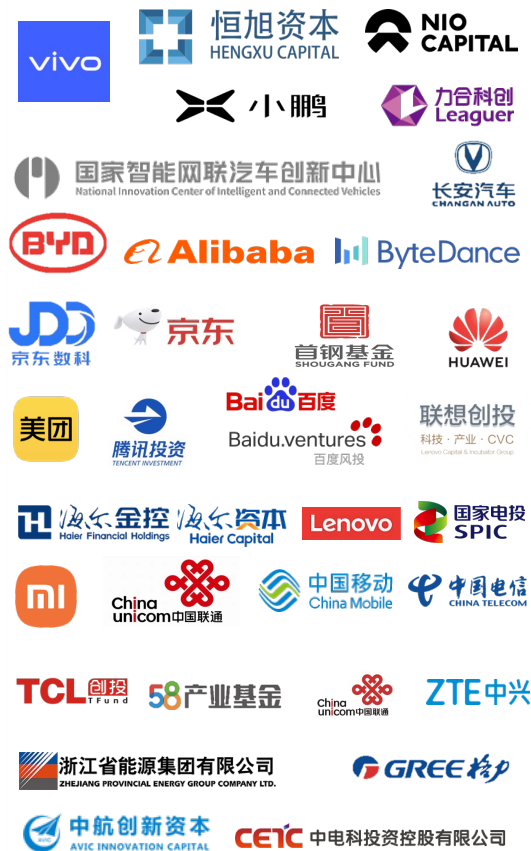 vivo
恒旭资本
HENGXU CAPITAL
NIO
CAPITAL
小鹏
力合科创
Leaguer
国家智能网联汽车创新中心
National Innovation Center of Intelligent and Connected Vehicles
长安汽车
CHANGAN AUTO
BYD
Alibaba
ByteDance
JDD
京东数科
京东
首钢基金
SHOUGANG FUND
HUAWEI
美团
腾讯投资
TENCENT INVESTMENT
Bai du 百度
Baidu.ventures
百度风投
联想创投
科技·产业·CVC
Lenovo Capital & Incubator Group
海尔金控
Haier Financial Holdings
海尔资本
Haier Capital
Lenovo
国家电投
SPIC
mi
China
unicom中国联通
中国移动
China Mobile
中国电信
CHINA TELECOM
TCL创投
TFund
58产业基金
China
unicom中国联通
ZTE中兴
浙江省能源集团有限公司
ZHEJIANG PROVINCIAL ENERGY GROUP COMPANY LTD.
GREE格力
AVIC
中航创新资本
AVIC INNOVATION CAPITAL
CETC 中电科投资控股有限公司